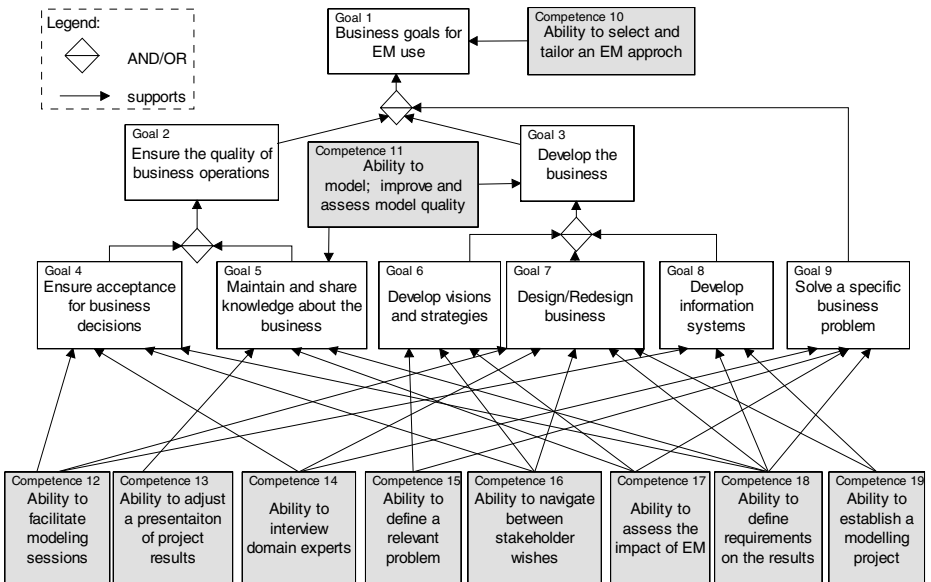 Legend:
AND/OR
supports
Goal 1
Business goals for
EM use
Competence 10
Ability to select and
tailor an EM approch
Goal 2
Ensure the quality of
business operations
Competence 11
Ability to
model; improve and
assess model quality
Goal 3
Develop the
business
Goal 4
Ensure acceptance
for business
decisions
Goal 5
Maintain and share
knowledge about the
business
Goal 6
Develop visions
and strategies
Goal 7
Design/Redesign
business
Goal 8
Develop
information
systems
Goal 9
Solve a specific
business
problem
Competence 12
Ability to
facilitate
modeling
sessions
Competence 13
Ability to adjust
a presentaiton
of project
results
Competence 14
Ability to
interview
domain experts
Competence 15
Ability to
define a
relevant
problem
Competence 16
Ability to navigate
between
stakeholder
wishes
Competence 17
Ability to
assess the
impact of EM
Competence 18
Ability to
define
requirements
on the results
Competence 19
Ability to
establish a
modelling
project